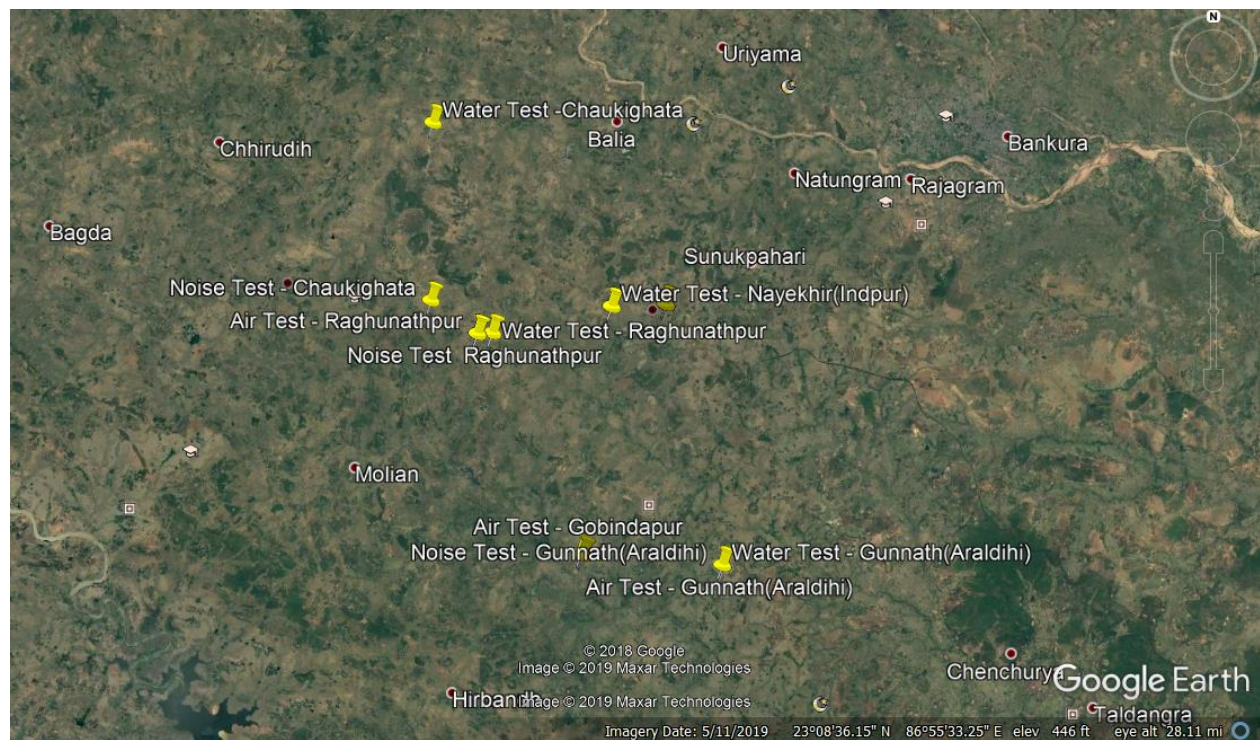 N
Uriyama
Water Test -Chaukighata
Balia
Chhirudih
Bankura
Natungram
Rajagram
Bagda
Sunukpahari
Noise Test - Chaukighata
Water Test - Nayekhir(Indpur)
Air Test - Raghunathpur
Water Test - Raghunathpur
Noise Test Raghunathpur
Molian
Air Test - Gobindapur
Noise Test - Gunnath(Araldihi)
Water Test - Gunnath(Araldihi)
Air Test - Gunnath(Araldihi)
© 2018 Google
Image © 2019 Maxar Technologies
Chenchurya
Google Earth
Hirbandh
Image © 2019 Maxar Technologies
Taldangra
Imagery Date: 5/11/2019 23°08'36.15" N 86°55'33.25" E elev 446 ft eye alt 28.11 mi